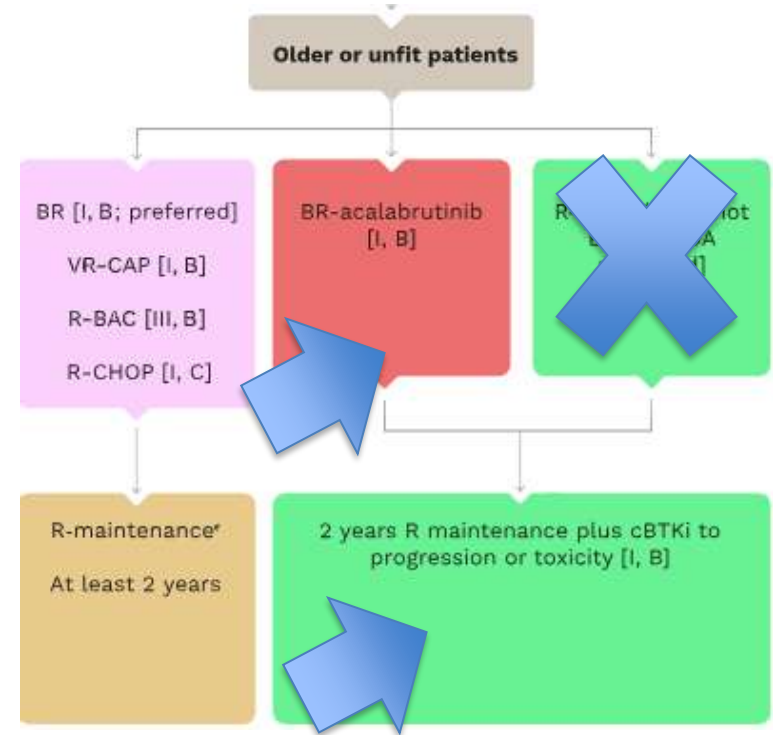 Older or unfit patients
BR [I, B; preferred]
VR-CAP [I, B]
R-BAC [III, B]
R-CHOP [I, C]
BR-acalabrutinib
[I, B]
R-maintenance
At least 2 years
2 years R maintenance plus cBTKi to
progression or toxicity [I, B]